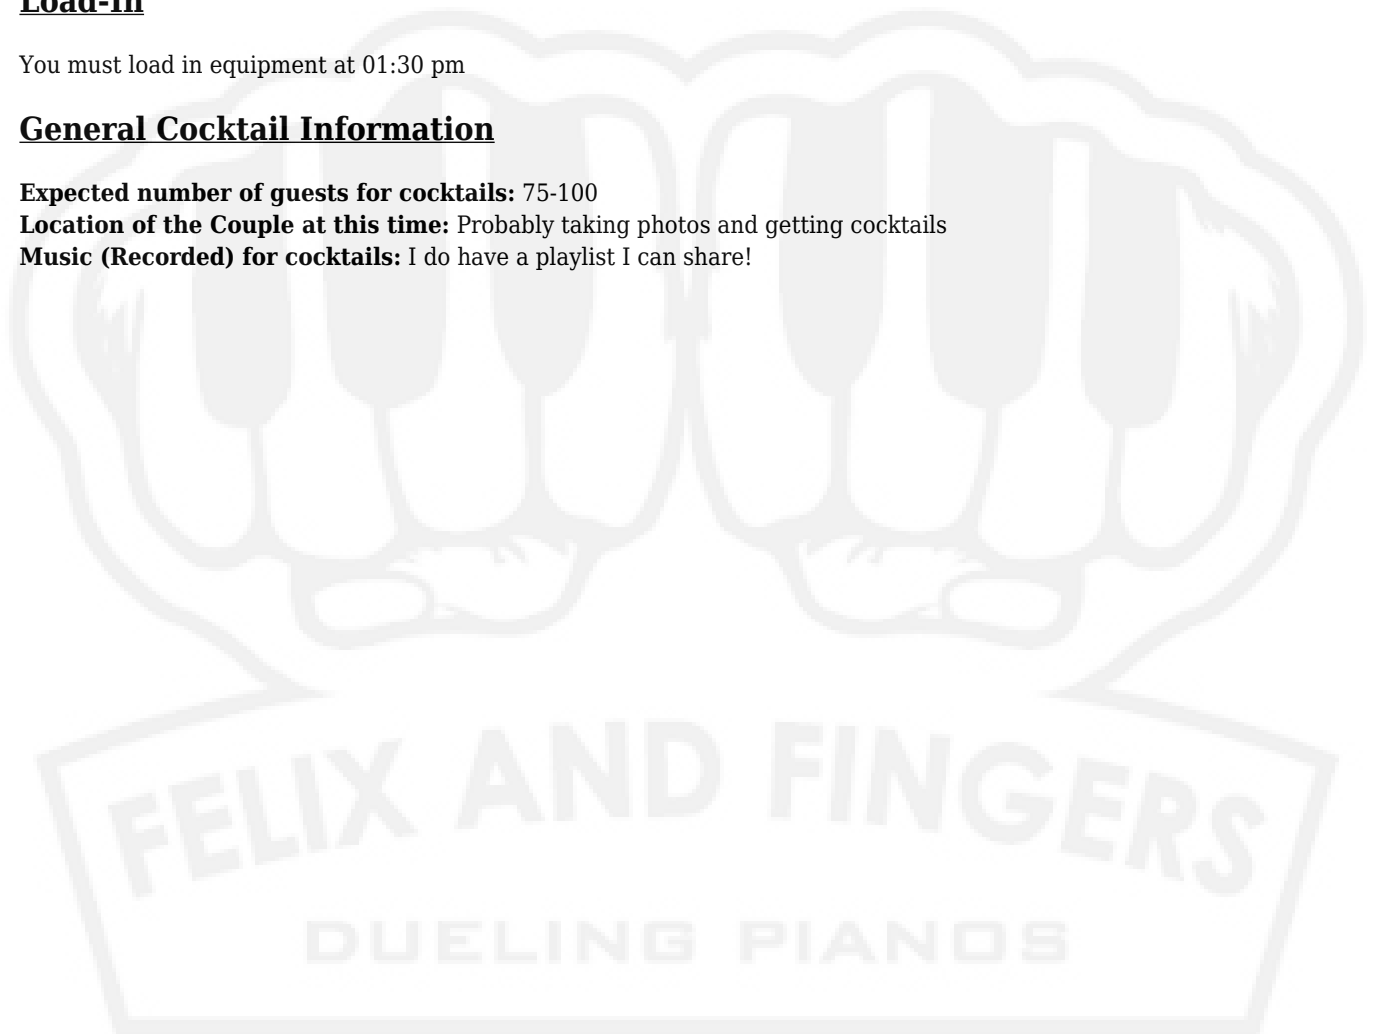 Load-In
You must load in equipment at 01:30 pm
General Cocktail Information
Expected number of guests for cocktails: 75-100
Location of the Couple at this time: Probably taking photos and getting cocktails
Music (Recorded) for cocktails: I do have a playlist I can share!
FELIX AND FINGERS
DUELING PIANOS